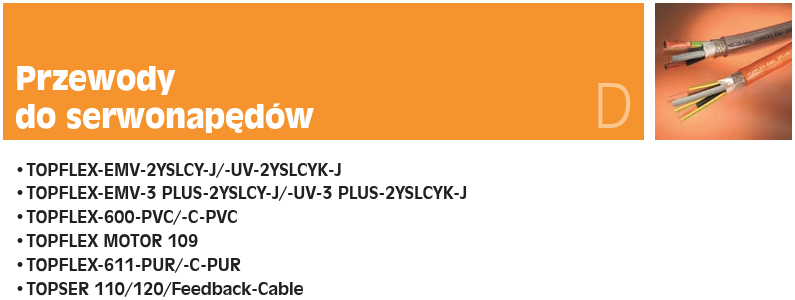 Przewody
do serwonapędów
D
• TOPFLEX-EMV-2YSLCY-J/-UV-2YSLCYK-J
• TOPFLEX-EMV-3 PLUS-2YSLCY-J/-UV-3 PLUS-2YSLCYK-J
• TOPFLEX-600-PVC/-C-PVC
• TOPFLEX MOTOR 109
• TOPFLEX-611-PUR/-C-PUR
• TOPSER 110/120/Feedback-Cable